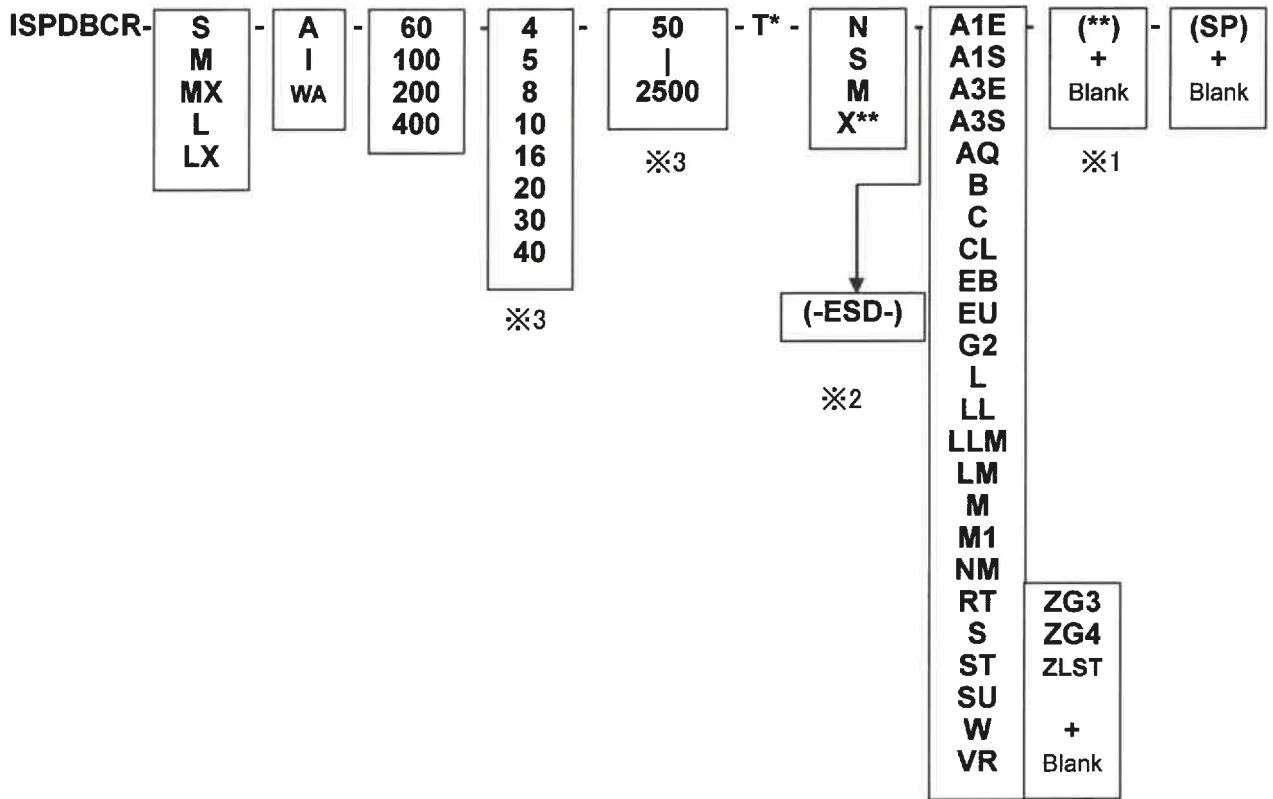 ISPDBCR- S - A - 60 - 4 - 50 - T* - N - A1E - (**) - (SP)
M I 100 5 | S A1S + +
MX WA 200 8 2500 M A3E Blank Blank
L 400 10 X** A3S
LX 16 ※3 AQ ※1
20 B
30 C
40 CL
EB
(-ESD-) EU
※3 G2
L
※2 LL
LLM
LM
M
M1
NM
RT ZG3
S ZG4
ST ZLST
SU
W +
VR Blank